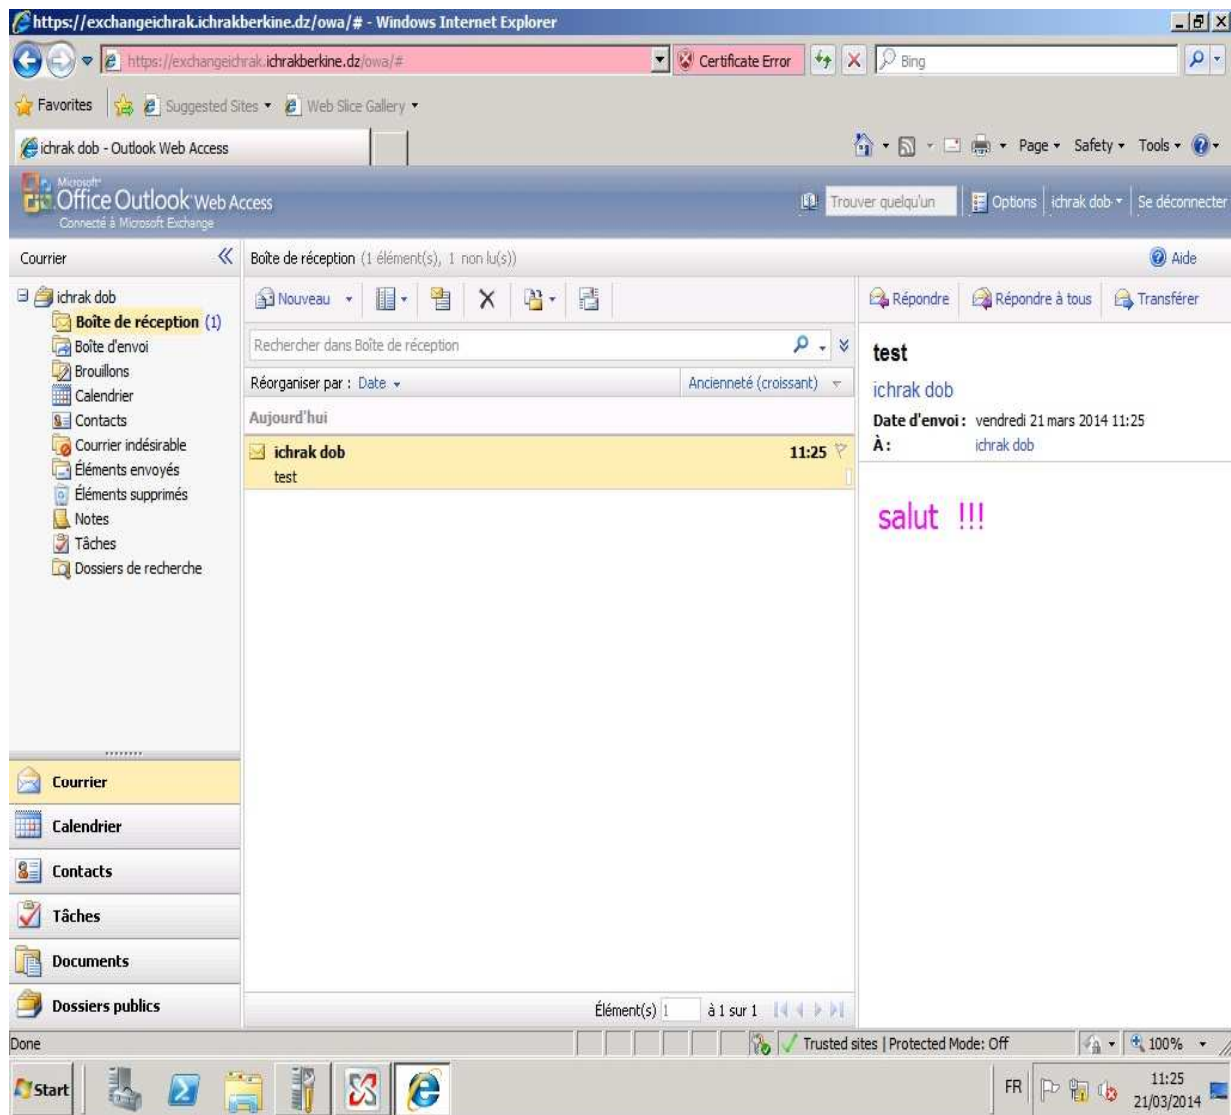 https://exchangeichrak.ichrakberkine.dz/owa/# - Windows Internet Explorer
https://exchangeichrak.ichrakberkine.dz/owa/# Certificate Error Bing
Favorites Suggested Sites Web Slice Gallery
ichrak dob - Outlook Web Access Page Safety Tools
Microsoft
Office Outlook Web Access Trouver quelqu'un Options ichrak dob Se déconnecter
Connecté à Microsoft Exchange
Courrier Boîte de réception (1 élément(s), 1 non lu(s)) Aide
ichrak dob
Boîte de réception (1)
Boîte d'envoi
Brouillons
Calendrier
Contacts
Courrier indésirable
Éléments envoyés
Éléments supprimés
Notes
Tâches
Dossiers de recherche
Courrier
Calendrier
Contacts
Tâches
Documents
Dossiers publics
Nouveau
Rechercher dans Boîte de réception
Réorganiser par : Date Ancienneté (croissant)
Aujourd'hui
ichrak dob 11:25
test
Élément(s) 1 à 1 sur 1
Répondre Répondre à tous Transférer
test
ichrak dob
Date d'envoi : vendredi 21 mars 2014 11:25
À : ichrak dob
salut !!!
Done Trusted sites | Protected Mode: Off 100%
Start FR 11:25
21/03/2014